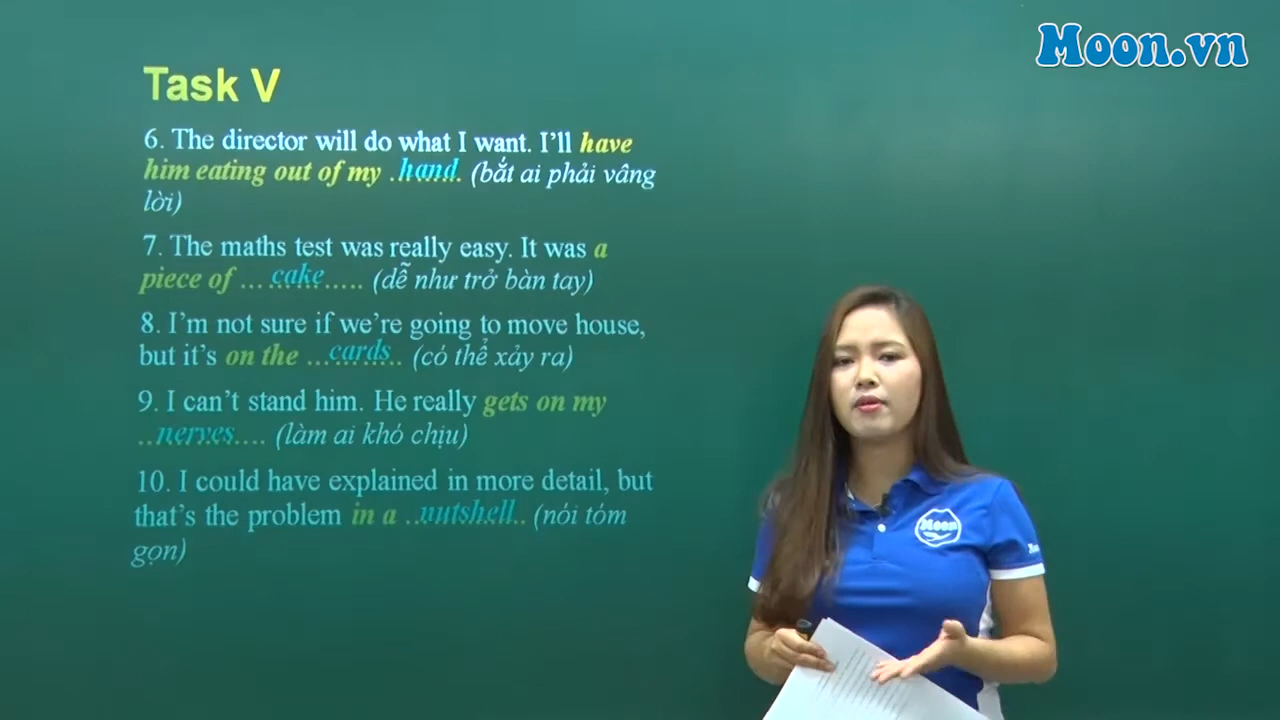 Moon.vn
Task V
6. The director will do what I want. I'll have
him eating out of my ..hand.. (bắt ai phải vâng
lời)
7. The maths test was really easy. It was a
piece of ... cake ..... (dễ như trở bàn tay)
8. I'm not sure if we're going to move house,
but it's on the ...cards.. (có thể xảy ra)
9. I can't stand him. He really gets on my
..nerves.... (làm ai khó chịu)
10. I could have explained in more detail, but
that's the problem in a ..nutshell.. (nói tóm
gọn)
Moon